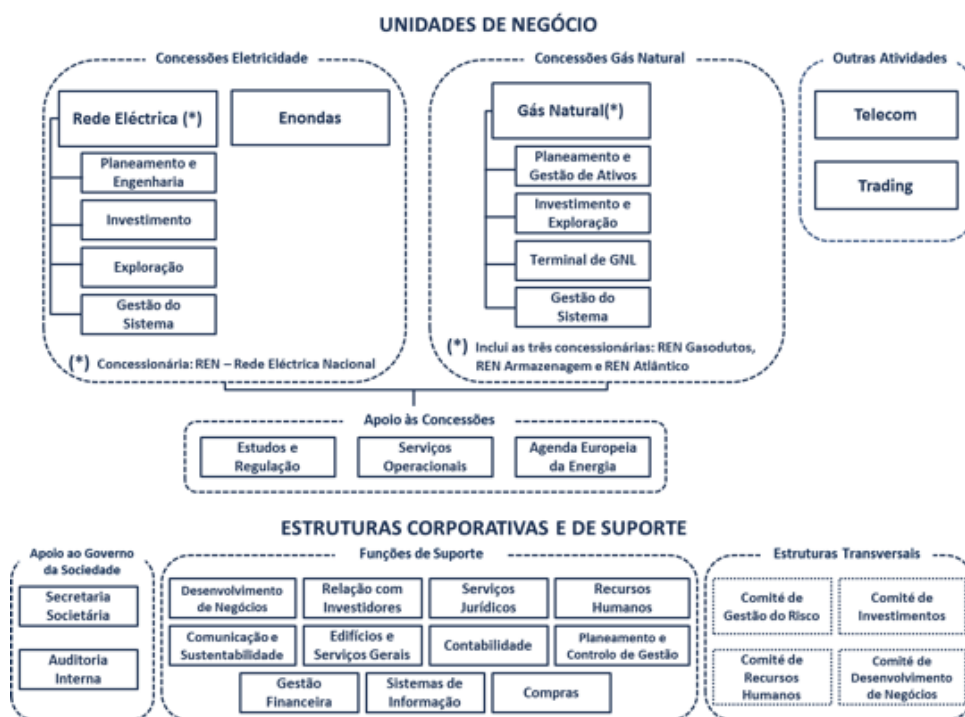 UNIDADES DE NEGÓCIO
Concessões Eletricidade
Rede Eléctrica (*)
Enondas
Planeamento e
Engenharia
Investimento
Exploração
Gestão do
Sistema
(*) Concessionária: REN – Rede Eléctrica Nacional
Concessões Gás Natural
Gás Natural(*)
Planeamento e
Gestão de Ativos
Investimento e
Exploração
Terminal de GNL
Gestão do
Sistema
(*) Inclui as três concessionárias: REN Gasodutos,
REN Armazenagem e REN Atlântico
Outras Atividades
Telecom
Trading
Apoio às Concessões
Estudos e
Regulação
Serviços
Operacionais
Agenda Europeia
da Energia
ESTRUTURAS CORPORATIVAS E DE SUPORTE
Apoio ao Governo
da Sociedade
Secretaria
Societária
Auditoria
Interna
Funções de Suporte
Desenvolvimento
de Negócios
Relação com
Investidores
Serviços
Jurídicos
Recursos
Humanos
Comunicação e
Sustentabilidade
Edifícios e
Serviços Gerais
Contabilidade
Planeamento e
Controlo de Gestão
Gestão
Financeira
Sistemas de
Informação
Compras
Estruturas Transversais
Comité de
Gestão do Risco
Comité de
Investimentos
Comité de
Recursos
Humanos
Comité de
Desenvolvimento
de Negócios